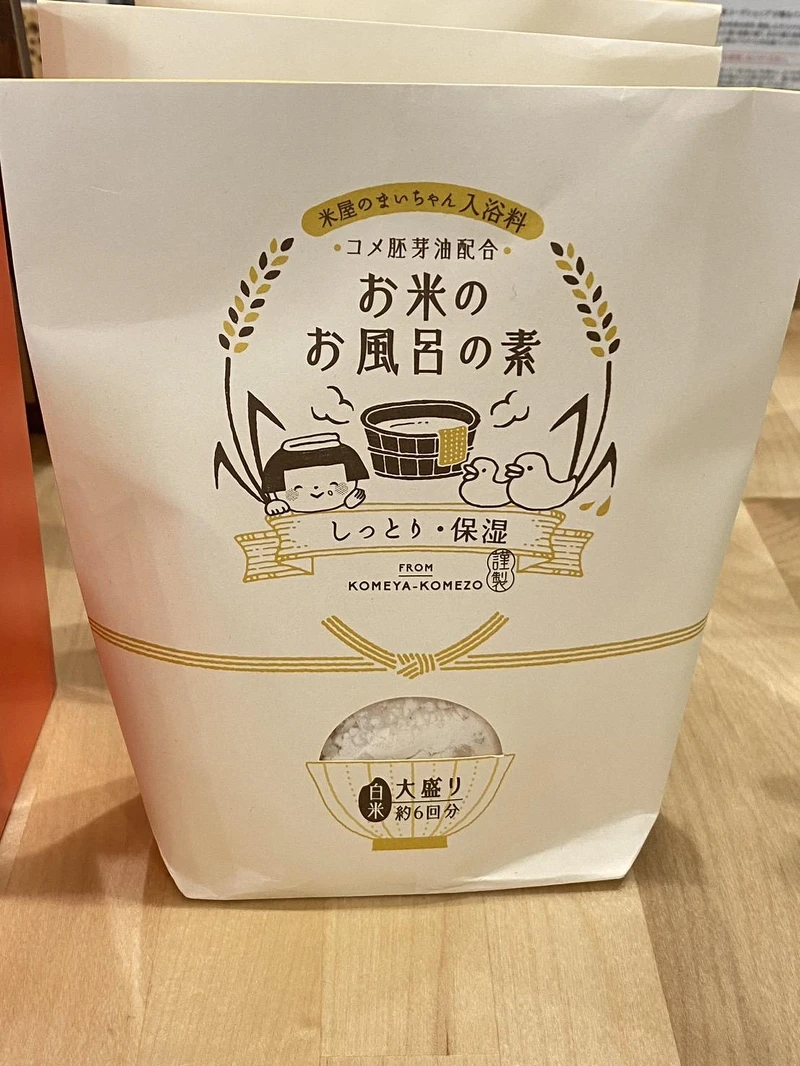 米屋のまいちゃん入浴料
・コメ胚芽油配合・
お米の
お風呂の素
しっとり・保湿
FROM
KOMEYA-KOMEZO
謹製
白米
大盛り
約6回分